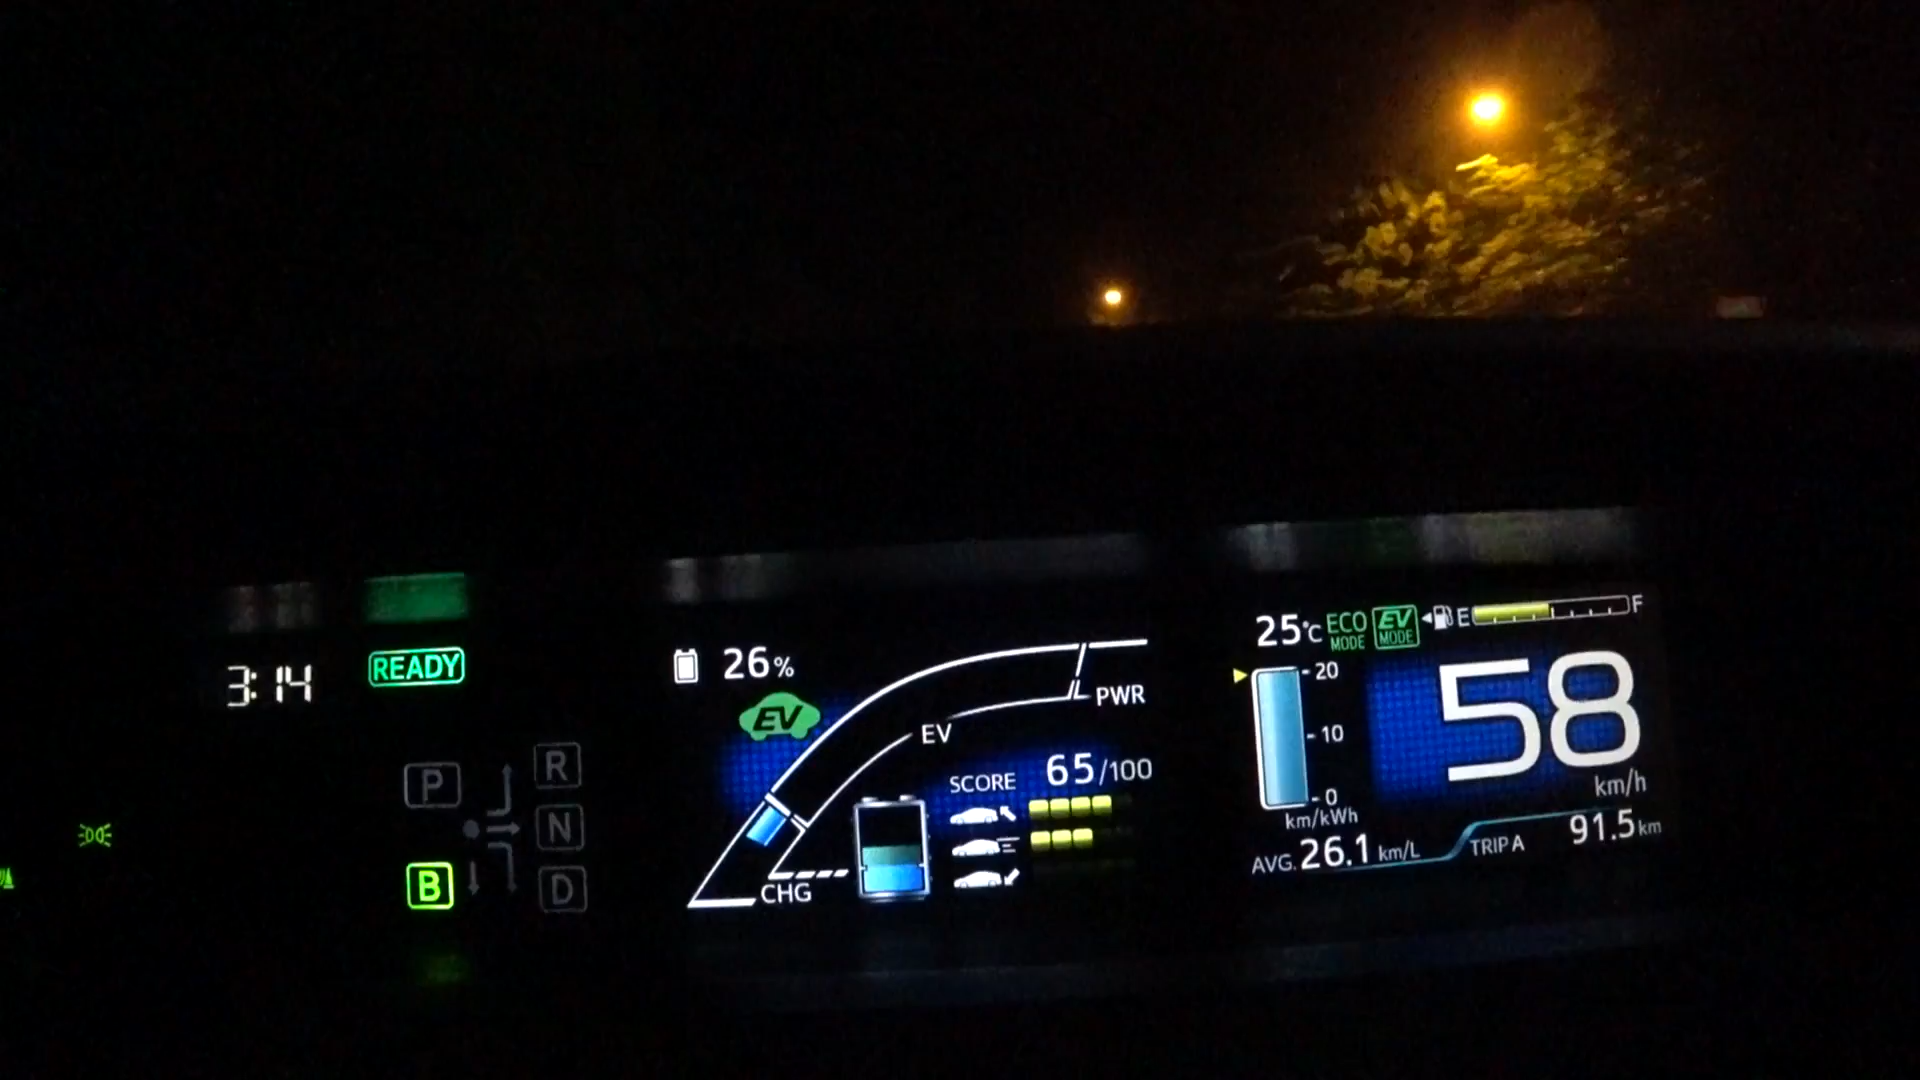 3:14
READY
P
R
N
B
D
26%
EV
PWR
EV
SCORE 65/100
CHG
25°C ECO MODE EV MODE E F
20
10
0
km/kWh
58
km/h
AVG. 26.1 km/L
TRIP A 91.5 km